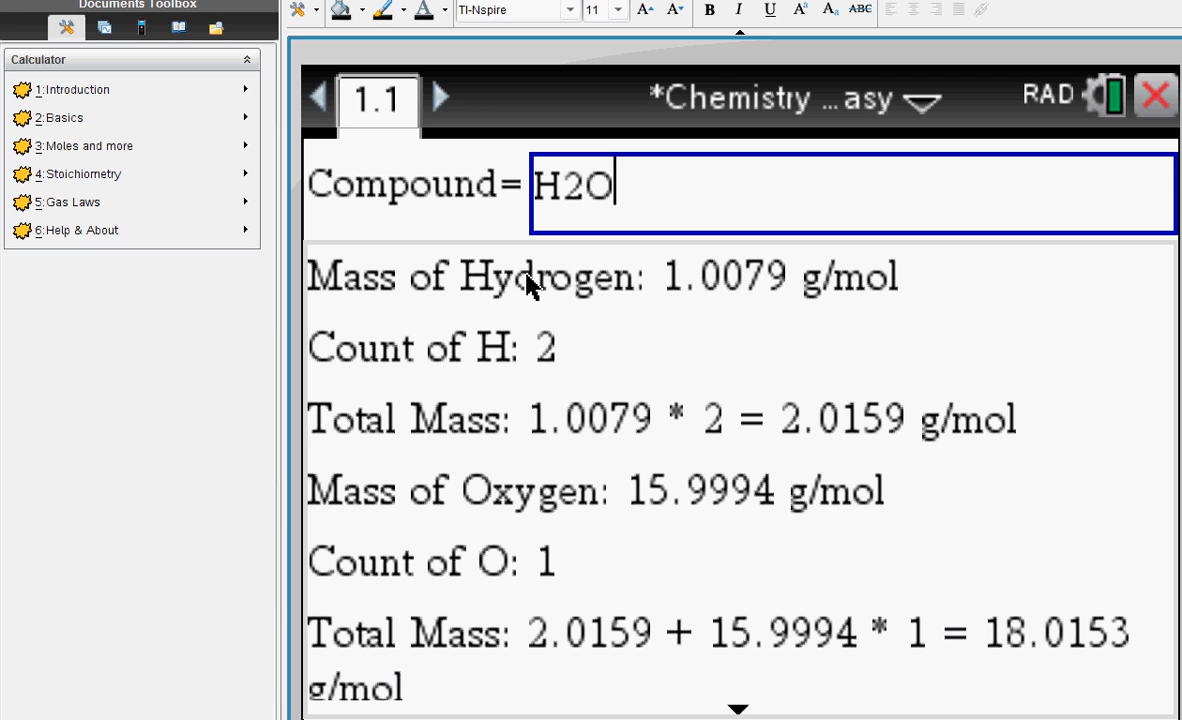 Documents Toolbox
TI-Nspire
11
B I U ABC
Calculator
1:Introduction
2:Basics
3:Moles and more
4:Stoichiometry
5:Gas Laws
6:Help & About
1.1
*Chemistry ...asy
RAD
Compound= H2O
Mass of Hydrogen: 1.0079 g/mol
Count of H: 2
Total Mass: 1.0079 * 2 = 2.0159 g/mol
Mass of Oxygen: 15.9994 g/mol
Count of O: 1
Total Mass: 2.0159 + 15.9994 * 1 = 18.0153
g/mol